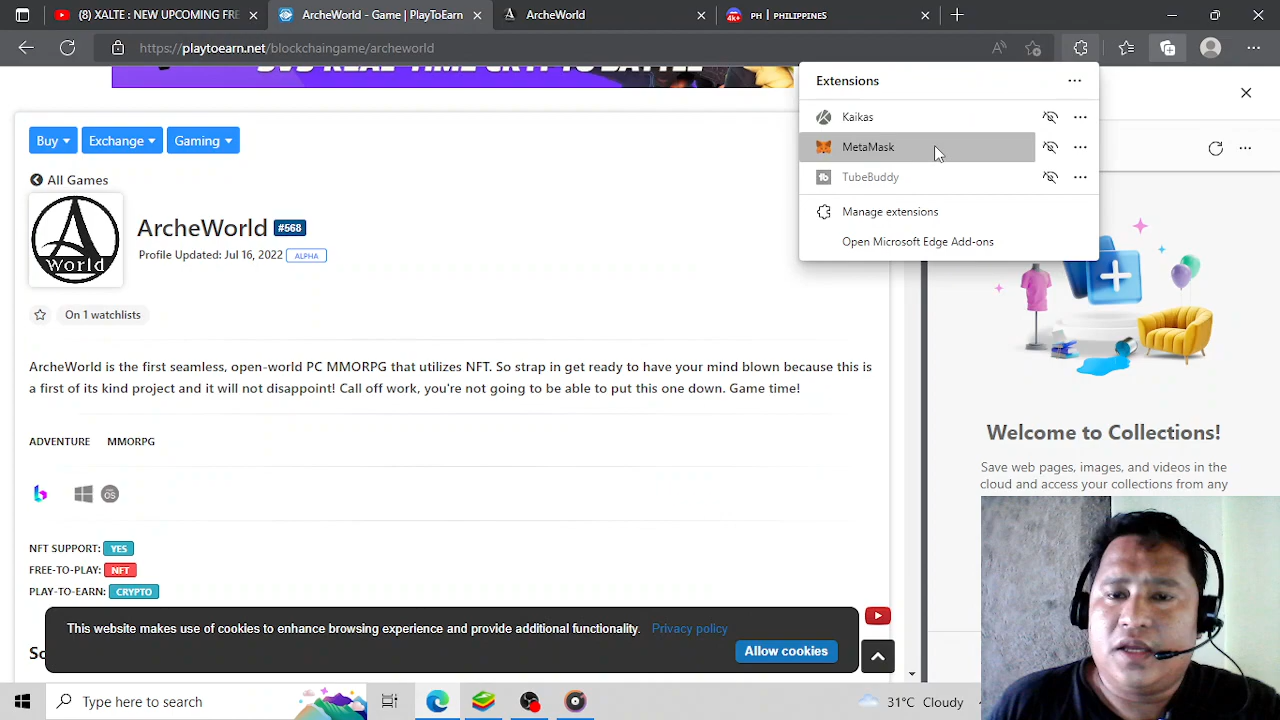 (8) XALTE : NEW UPCOMING FRE
ArcheWorld - Game | PlayToEarn
ArcheWorld
4k+
PH | PHILIPPINES
https://playtoearn.net/blockchaingame/archeworld
Extensions
Kaikas
MetaMask
TubeBuddy
Manage extensions
Open Microsoft Edge Add-ons
Buy
Exchange
Gaming
All Games
A
World
ArcheWorld
#568
Profile Updated: Jul 16, 2022
ALPHA
On 1 watchlists
ArcheWorld is the first seamless, open-world PC MMORPG that utilizes NFT. So strap in get ready to have your mind blown because this is
a first of its kind project and it will not disappoint! Call off work, you're not going to be able to put this one down. Game time!
ADVENTURE
MMORPG
NFT SUPPORT: YES
FREE-TO-PLAY: NFT
PLAY-TO-EARN: CRYPTO
This website makes use of cookies to enhance browsing experience and provide additional functionality. Privacy policy
Allow cookies
Welcome to Collections!
Save web pages, images, and videos in the
cloud and access your collections from any
Type here to search
31°C Cloudy